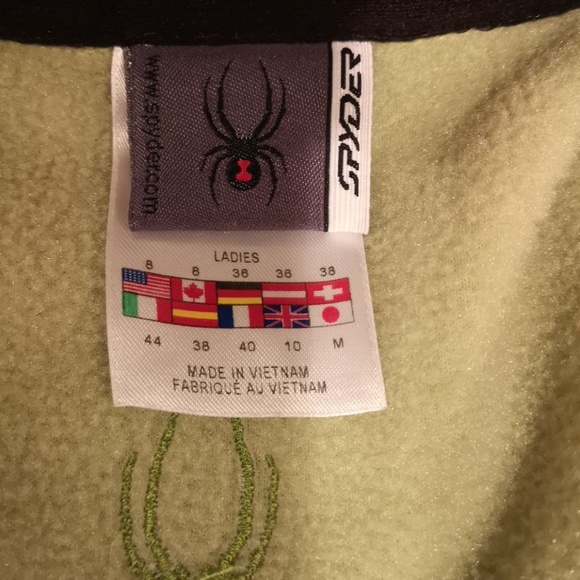 www.spyder.com
SPYDER
LADIES
8 8 36 36 38
44 38 40 10 M
MADE IN VIETNAM
FABRIQUÉ AU VIETNAM